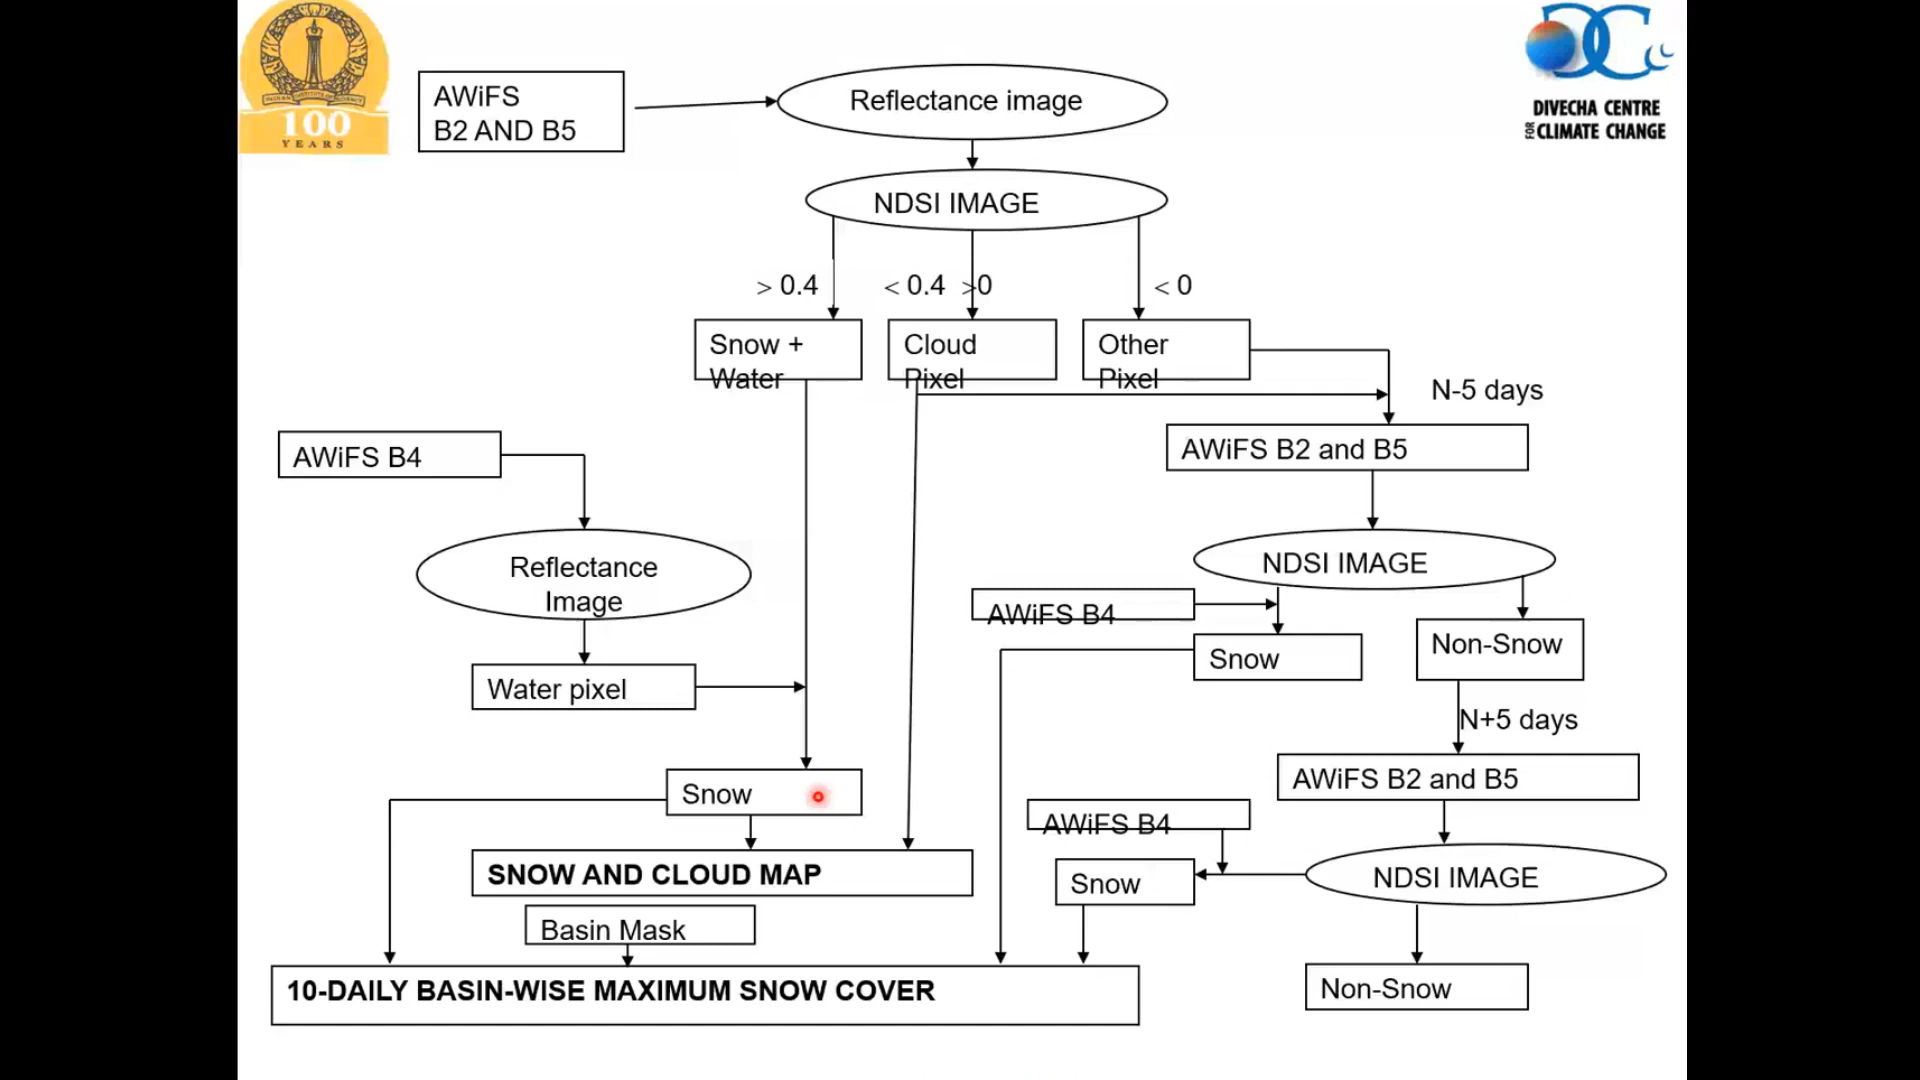 100
YEARS
AWiFS
B2 AND B5
Reflectance image
DIVECHA CENTRE
FOR CLIMATE CHANGE
NDSI IMAGE
> 0.4
< 0.4 >0
< 0
Snow +
Water
Cloud
Pixel
Other
Pixel
N-5 days
AWiFS B4
AWiFS B2 and B5
Reflectance
Image
NDSI IMAGE
AWiFS B4
Snow
Non-Snow
Water pixel
N+5 days
Snow
AWiFS B2 and B5
AWiFS B4
SNOW AND CLOUD MAP
Snow
NDSI IMAGE
Basin Mask
10-DAILY BASIN-WISE MAXIMUM SNOW COVER
Non-Snow